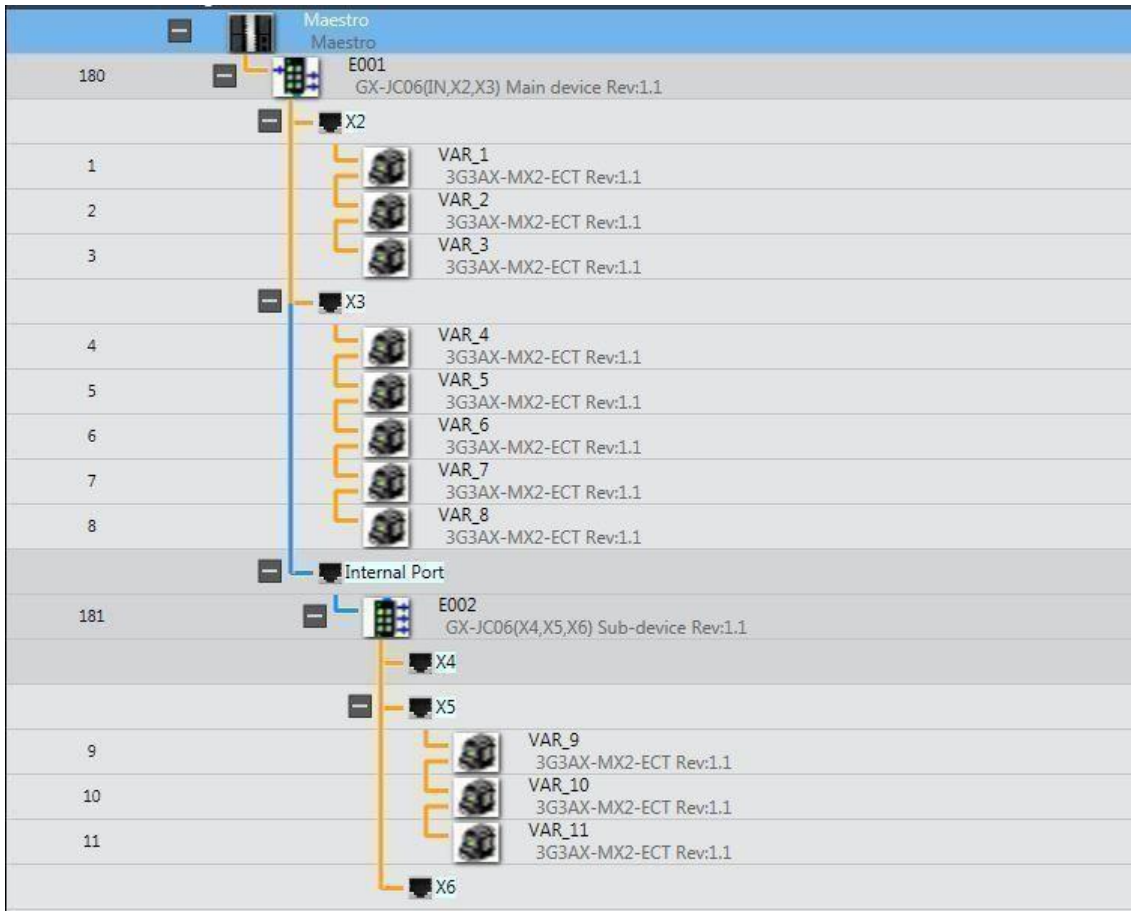 Maestro
Maestro
180
E001
GX-JC06(IN,X2,X3) Main device Rev:1.1
X2
1
VAR_1
3G3AX-MX2-ECT Rev:1.1
2
VAR_2
3G3AX-MX2-ECT Rev:1.1
3
VAR_3
3G3AX-MX2-ECT Rev:1.1
X3
4
VAR_4
3G3AX-MX2-ECT Rev:1.1
5
VAR_5
3G3AX-MX2-ECT Rev:1.1
6
VAR_6
3G3AX-MX2-ECT Rev:1.1
7
VAR_7
3G3AX-MX2-ECT Rev:1.1
8
VAR_8
3G3AX-MX2-ECT Rev:1.1
Internal Port
181
E002
GX-JC06(X4,X5,X6) Sub-device Rev:1.1
X4
X5
9
VAR_9
3G3AX-MX2-ECT Rev:1.1
10
VAR_10
3G3AX-MX2-ECT Rev:1.1
11
VAR_11
3G3AX-MX2-ECT Rev:1.1
X6